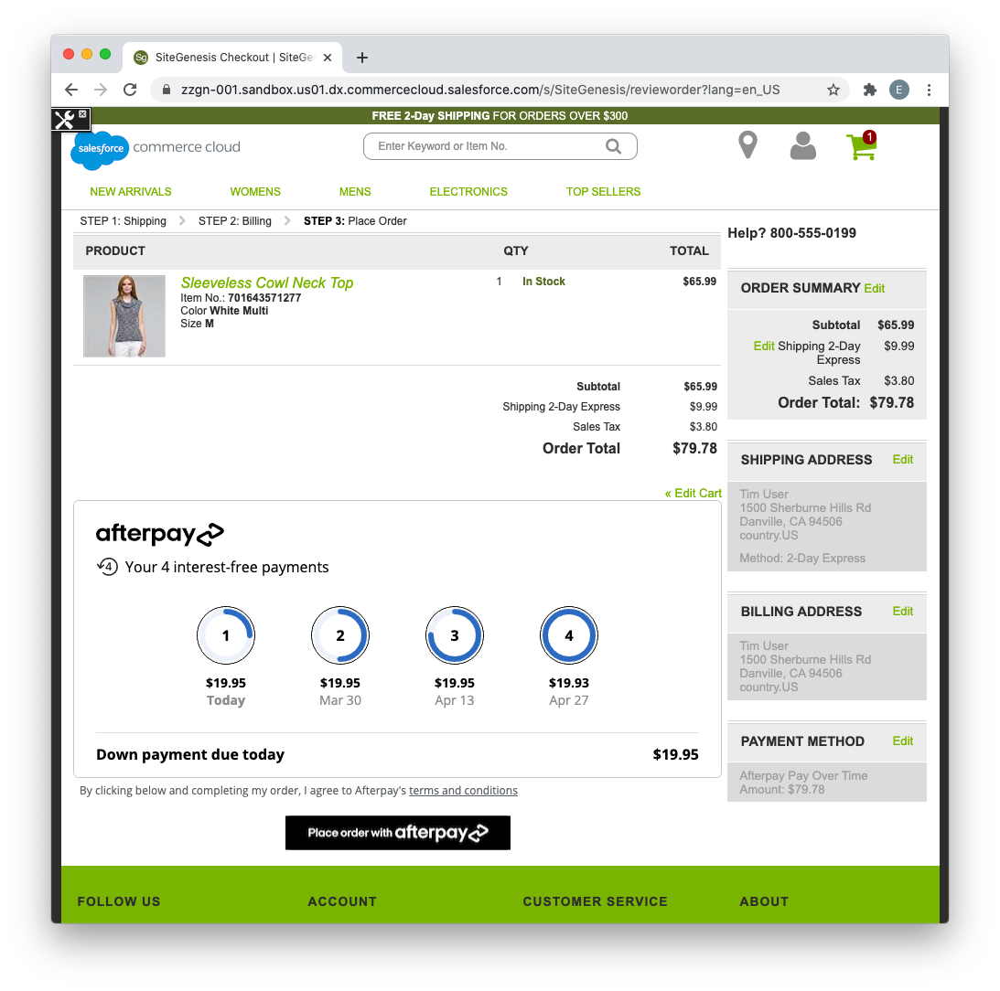 Sg SiteGenesis Checkout | SiteGe
zzgn-001.sandbox.us01.dx.commercecloud.salesforce.com/s/SiteGenesis/revieworder?lang=en_US
E
FREE 2-Day SHIPPING FOR ORDERS OVER $300
salesforce commerce cloud
Enter Keyword or Item No.
1
NEW ARRIVALS WOMENS MENS ELECTRONICS TOP SELLERS
STEP 1: Shipping STEP 2: Billing STEP 3: Place Order
PRODUCT QTY TOTAL
Sleeveless Cowl Neck Top 1 In Stock $65.99
Item No.: 701643571277
Color White Multi
Size M
Subtotal $65.99
Shipping 2-Day Express $9.99
Sales Tax $3.80
Order Total $79.78
« Edit Cart
afterpay
4 Your 4 interest-free payments
1 2 3 4
$19.95 $19.95 $19.95 $19.93
Today Mar 30 Apr 13 Apr 27
Down payment due today $19.95
By clicking below and completing my order, I agree to Afterpay's terms and conditions
Place order with afterpay
Help? 800-555-0199
ORDER SUMMARY Edit
Subtotal $65.99
Edit Shipping 2-Day $9.99
Express
Sales Tax $3.80
Order Total: $79.78
SHIPPING ADDRESS Edit
Tim User
1500 Sherburne Hills Rd
Danville, CA 94506
country.US
Method: 2-Day Express
BILLING ADDRESS Edit
Tim User
1500 Sherburne Hills Rd
Danville, CA 94506
country.US
PAYMENT METHOD Edit
Afterpay Pay Over Time
Amount: $79.78
FOLLOW US ACCOUNT CUSTOMER SERVICE ABOUT